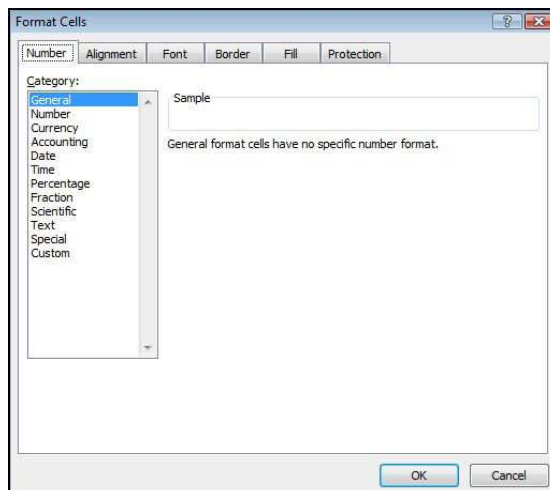 Format Cells
Number Alignment Font Border Fill Protection
Category:
General
Number
Currency
Accounting
Date
Time
Percentage
Fraction
Scientific
Text
Special
Custom
Sample
General format cells have no specific number format.
OK Cancel